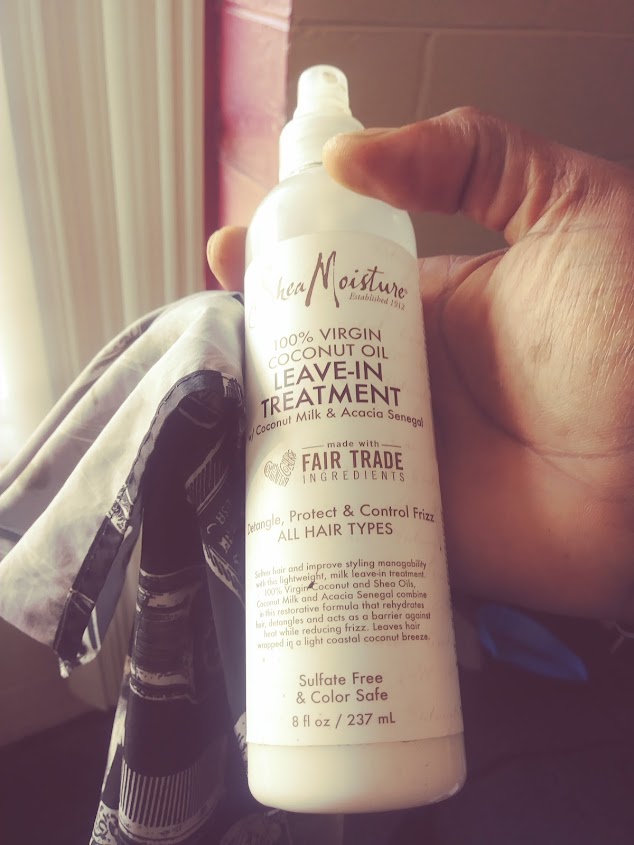 Shea Moisture®
Established 1912
100% VIRGIN
COCONUT OIL
LEAVE-IN
TREATMENT
w/ Coconut Milk & Acacia Senegal
made with
FAIR TRADE
INGREDIENTS
Detangle, Protect & Control Frizz
ALL HAIR TYPES
Soften hair and improve styling managability
with this lightweight, milk leave-in treatment.
100% Virgin Coconut and Shea Oils,
Coconut Milk and Acacia Senegal combine
in this restorative formula that rehydrates
hair, detangles and acts as a barrier against
heat while reducing frizz. Leaves hair
wrapped in a light coastal coconut breeze.
Sulfate Free
& Color Safe
8 fl oz / 237 mL